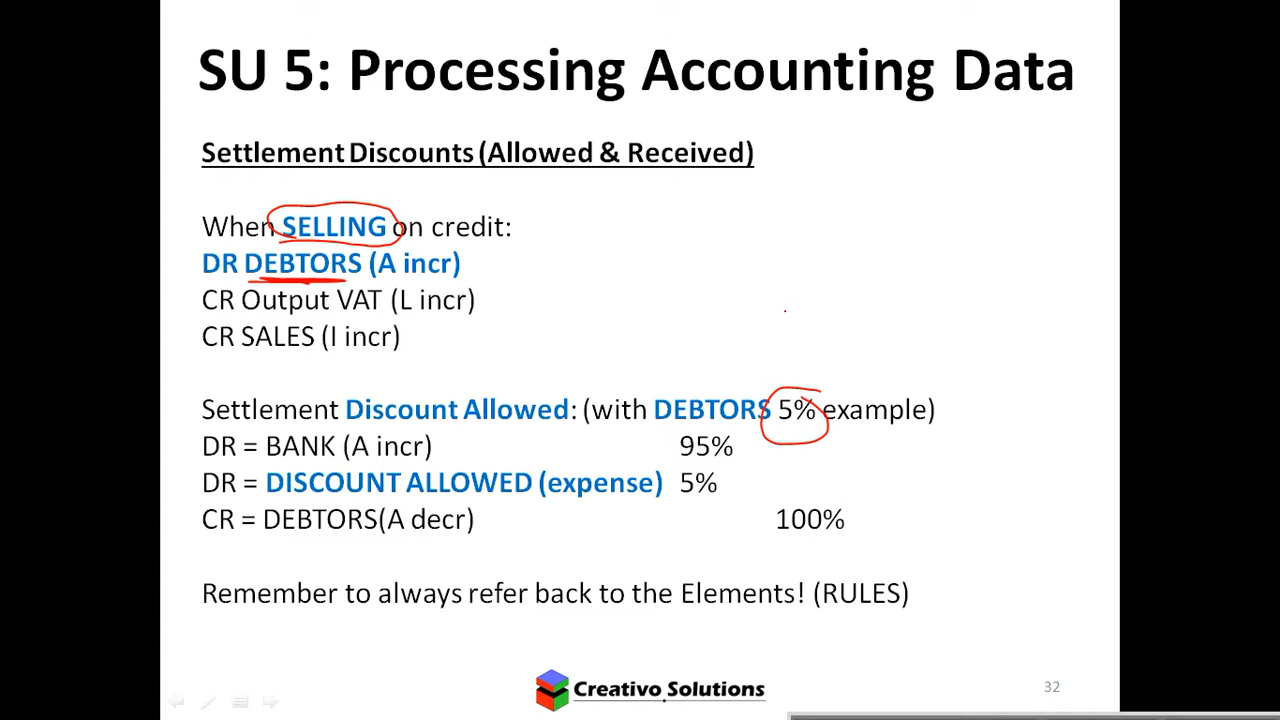 SU 5: Processing Accounting Data
Settlement Discounts (Allowed & Received)
When SELLING on credit:
DR DEBTORS (A incr)
CR Output VAT (L incr)
CR SALES (I incr)
Settlement Discount Allowed: (with DEBTORS 5% example)
DR = BANK (A incr) 95%
DR = DISCOUNT ALLOWED (expense) 5%
CR = DEBTORS(A decr) 100%
Remember to always refer back to the Elements! (RULES)
Creativo Solutions
32